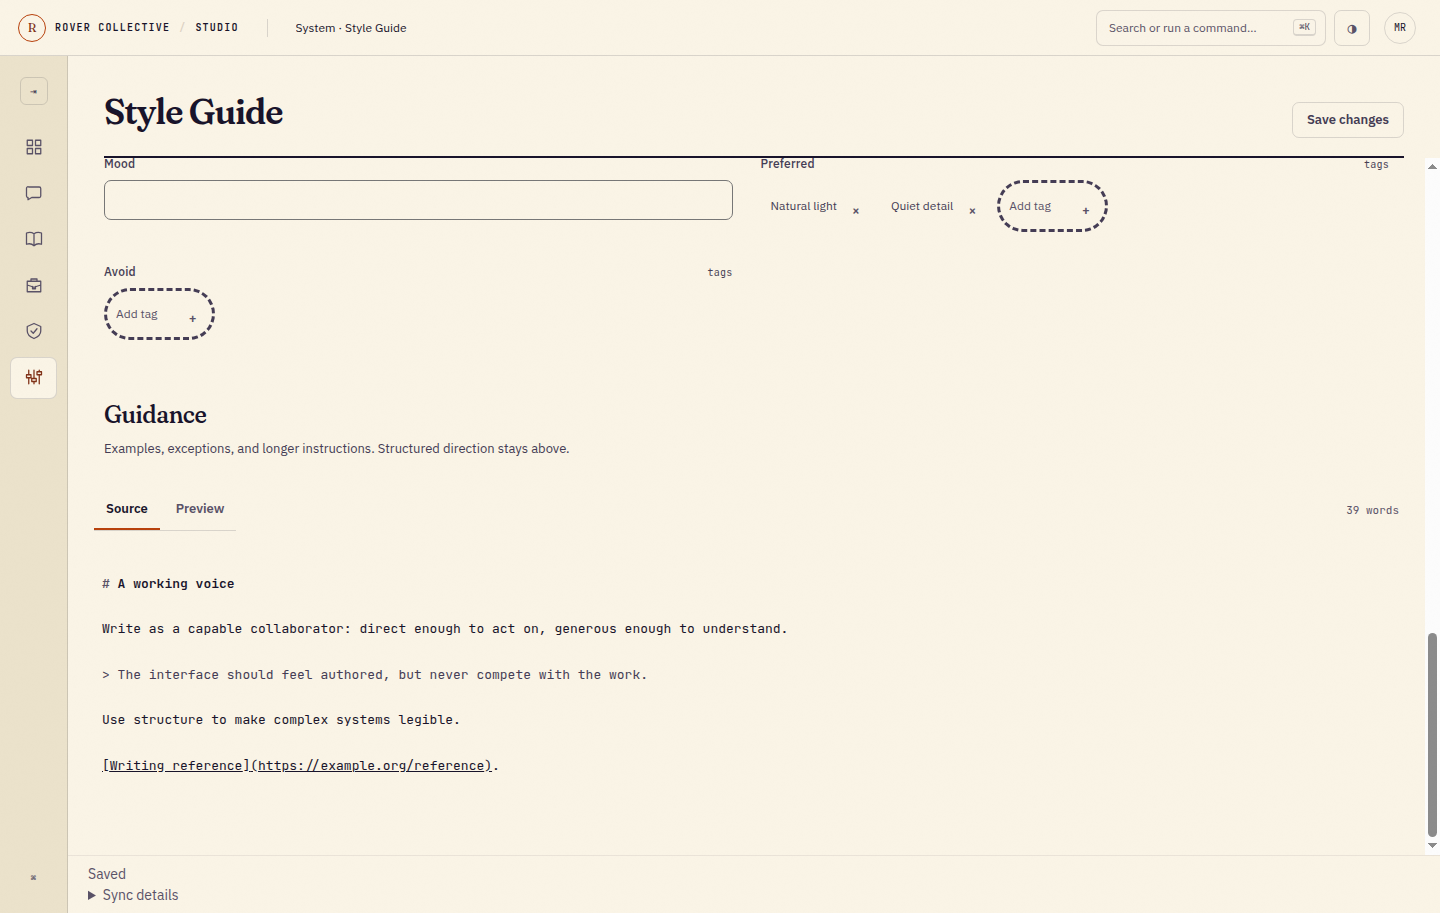 R ROVER COLLECTIVE / STUDIO System · Style Guide Search or run a command... ⌘K MR
Style Guide
Save changes
Mood Preferred tags
Natural light × Quiet detail × Add tag +
Avoid tags
Add tag +
Guidance
Examples, exceptions, and longer instructions. Structured direction stays above.
Source Preview 39 words
# A working voice
Write as a capable collaborator: direct enough to act on, generous enough to understand.
> The interface should feel authored, but never compete with the work.
Use structure to make complex systems legible.
[Writing reference](https://example.org/reference).
⌘
Saved
Sync details